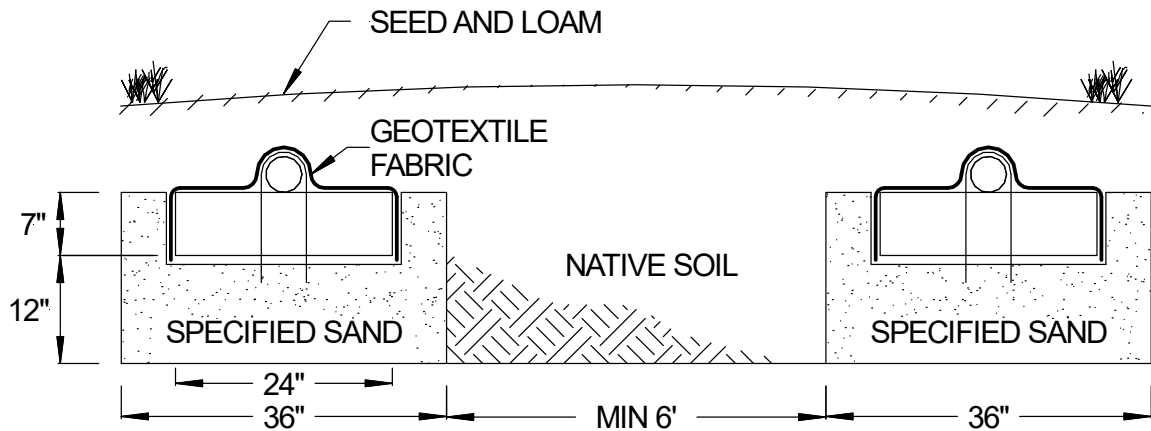 SEED AND LOAM
GEOTEXTILE
FABRIC
7"
NATIVE SOIL
12"
SPECIFIED SAND
SPECIFIED SAND
24"
36"
MIN 6'
36"